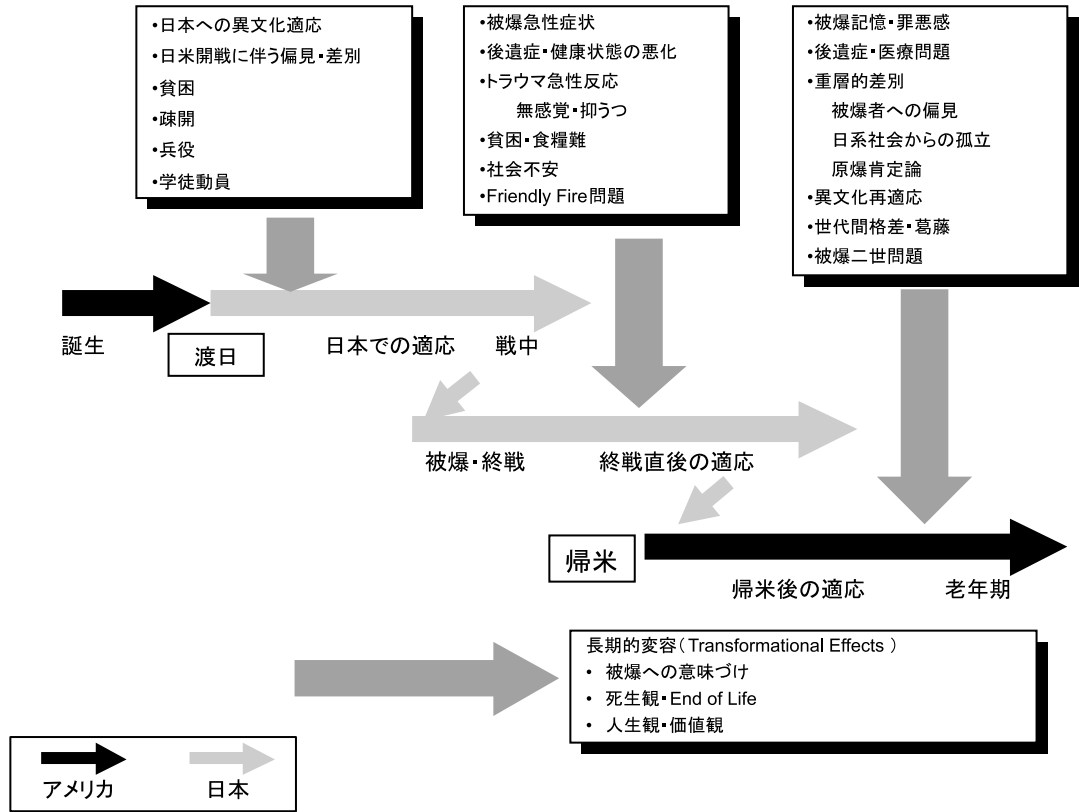 •日本への異文化適応
•日米開戦に伴う偏見・差別
•貧困
•疎開
•兵役
•学徒動員
•被爆急性症状
•後遺症・健康状態の悪化
•トラウマ急性反応
無感覚・抑うつ
•貧困・食糧難
•社会不安
•Friendly Fire問題
•被爆記憶・罪悪感
•後遺症・医療問題
•重層的差別
被爆者への偏見
日系社会からの孤立
原爆肯定論
•異文化再適応
•世代間格差・葛藤
•被爆二世問題
誕生
渡日
日本での適応
戦中
被爆・終戦
終戦直後の適応
帰米
帰米後の適応
老年期
長期的変容(Transformational Effects )
• 被爆への意味づけ
• 死生観・End of Life
• 人生観・価値観
アメリカ
日本